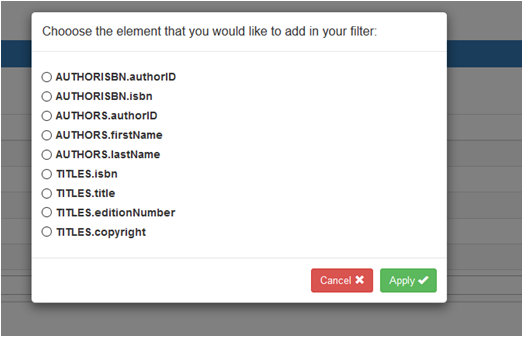 Chooose the element that you would like to add in your filter:
AUTHORISBN.authorID
AUTHORISBN.isbn
AUTHORS.authorID
AUTHORS.firstName
AUTHORS.lastName
TITLES.isbn
TITLES.title
TITLES.editionNumber
TITLES.copyright
Cancel ✖ Apply ✔